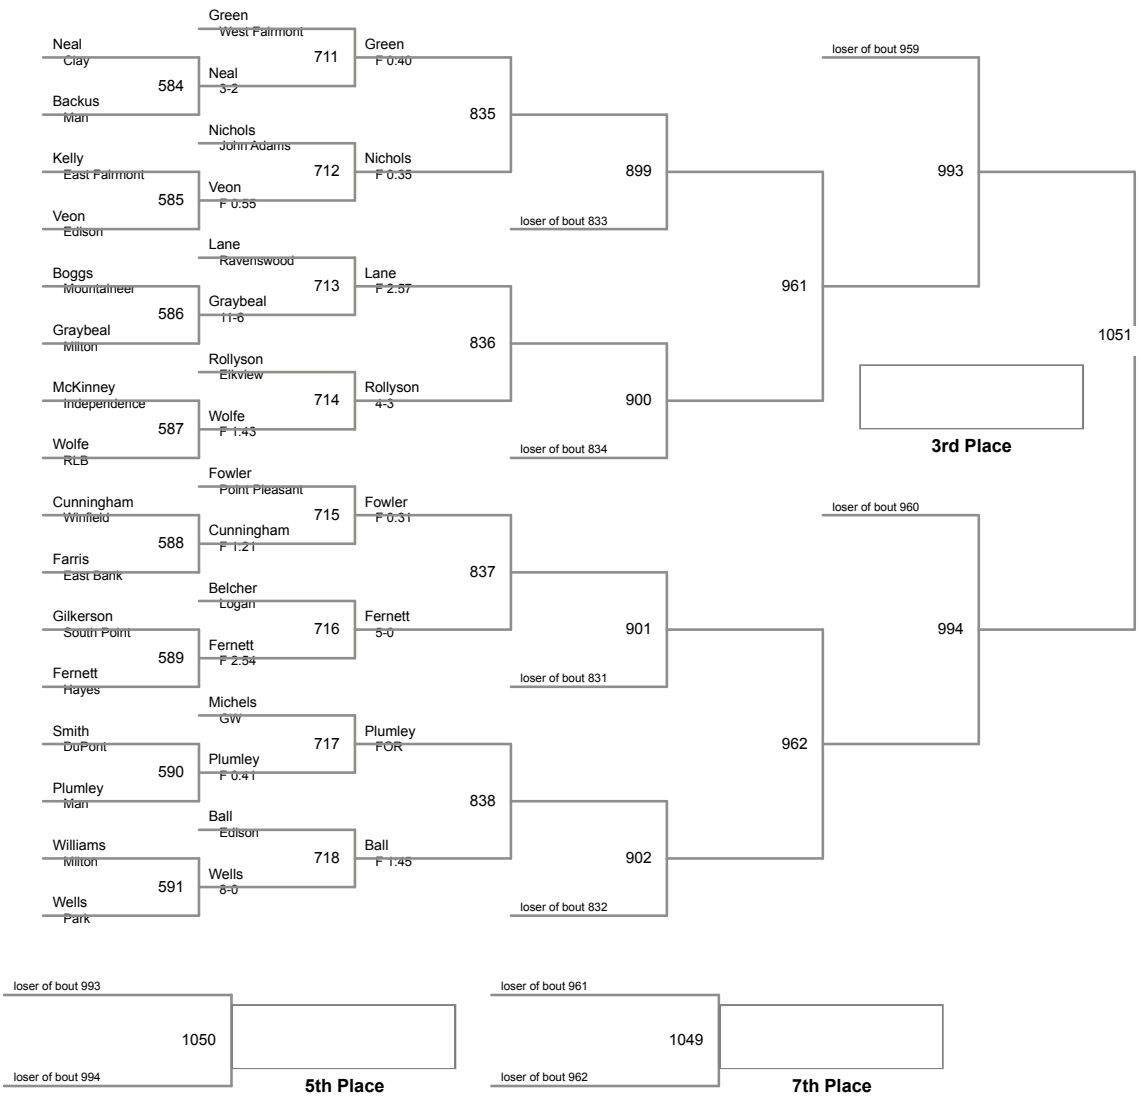 Green
West Fairmont
Neal
Clay
711
Green
F 0:40
loser of bout 959
584
Neal
3-2
Backus
Man
835
Nichols
John Adams
Kelly
East Fairmont
712
Nichols
F 0:35
899
993
585
Veon
F 0:55
Veon
Edison
loser of bout 833
Lane
Ravenswood
Boggs
Mountaineer
713
Lane
F 2:57
961
586
Graybeal
11-6
Graybeal
Milton
836
1051
Rollyson
Elkview
McKinney
Independence
714
Rollyson
4-3
900
587
Wolfe
F 1:43
Wolfe
RLB
loser of bout 834
3rd Place
Fowler
Point Pleasant
Cunningham
Winfield
715
Fowler
F 0:31
loser of bout 960
588
Cunningham
F 1:21
Farris
East Bank
837
Belcher
Logan
Gilkerson
South Point
716
Fernett
5-0
901
994
589
Fernett
F 2:54
Fernett
Hayes
loser of bout 831
Michels
GW
Smith
DuPont
717
Plumley
FOR
962
590
Plumley
F 0:41
Plumley
Man
838
Ball
Edison
Williams
Milton
718
Ball
F 1:45
902
591
Wells
8-0
Wells
Park
loser of bout 832
loser of bout 993
1050
loser of bout 994
5th Place
loser of bout 961
1049
loser of bout 962
7th Place